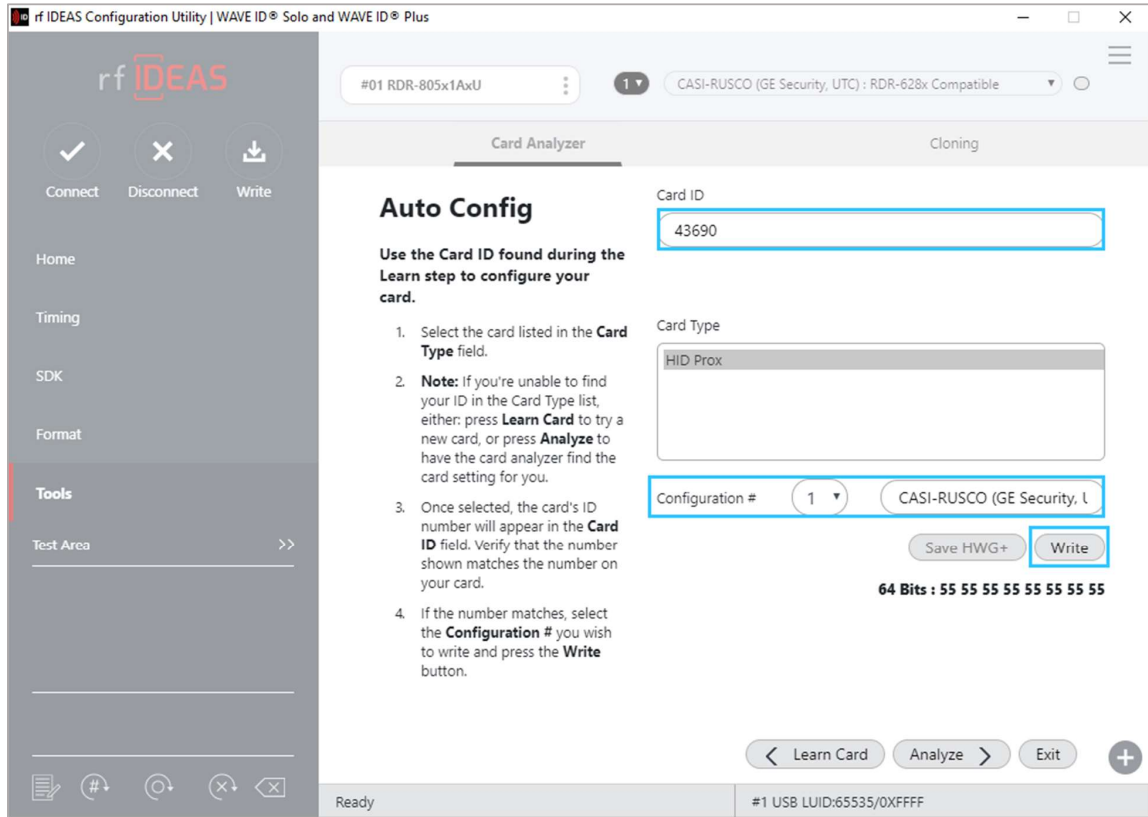 rf IDEAS Configuration Utility | WAVE ID® Solo and WAVE ID® Plus
rf IDEAS
Connect Disconnect Write
Home
Timing
SDK
Format
Tools
Test Area >>
#01 RDR-805x1AxU
1
CASI-RUSCO (GE Security, UTC) : RDR-628x Compatible
Card Analyzer
Cloning
Auto Config
Use the Card ID found during the
Learn step to configure your
card.
1. Select the card listed in the Card
Type field.
2. Note: If you're unable to find
your ID in the Card Type list,
either: press Learn Card to try a
new card, or press Analyze to
have the card analyzer find the
card setting for you.
3. Once selected, the card's ID
number will appear in the Card
ID field. Verify that the number
shown matches the number on
your card.
4. If the number matches, select
the Configuration # you wish
to write and press the Write
button.
Card ID
43690
Card Type
HID Prox
Configuration # 1 CASI-RUSCO (GE Security, U
Save HWG+ Write
64 Bits : 55 55 55 55 55 55 55 55
Learn Card Analyze Exit
Ready
#1 USB LUID:65535/0XFFFF